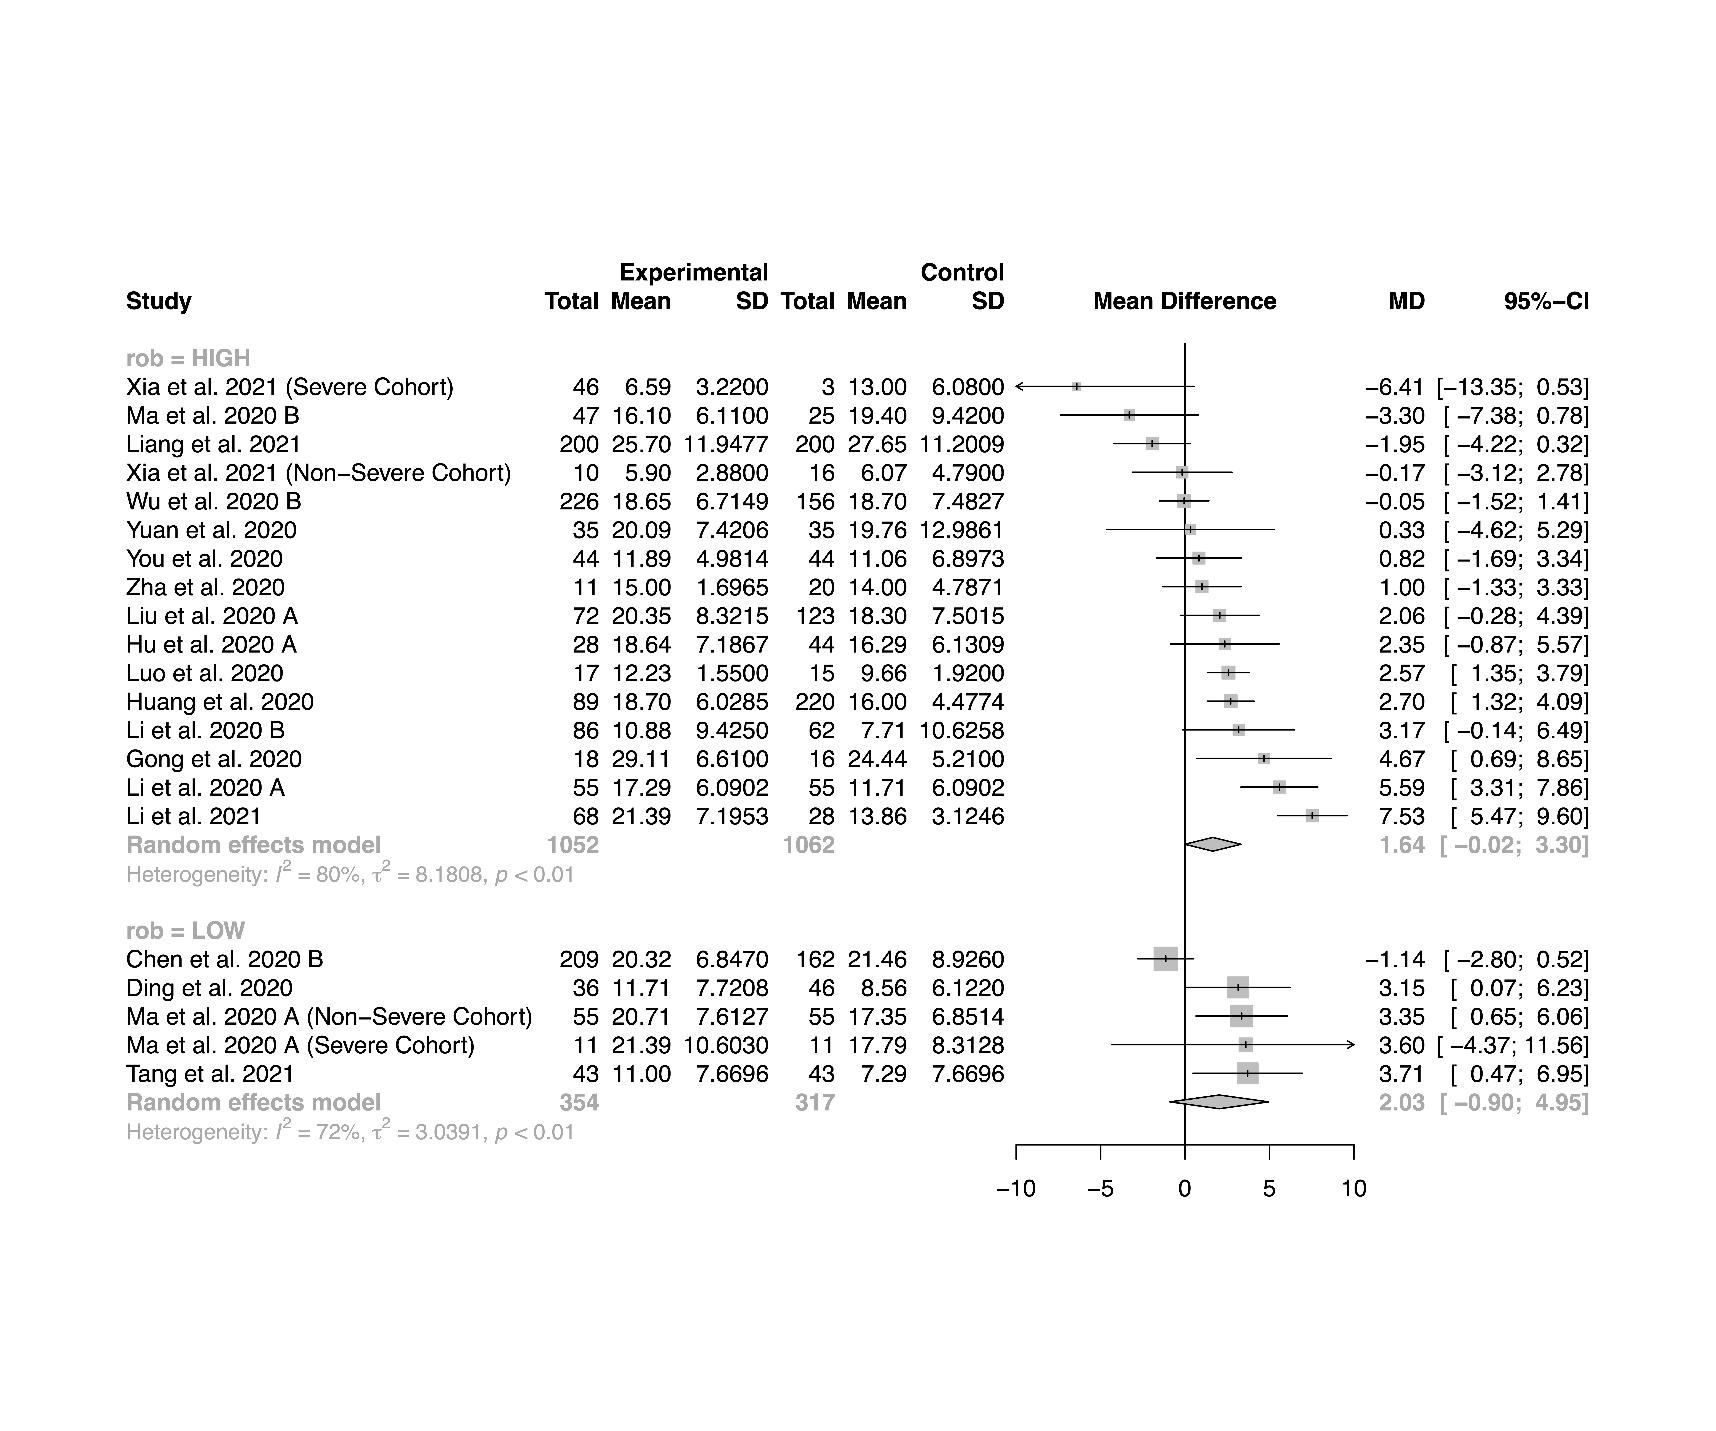 Experimental Control
Study Total Mean SD Total Mean SD Mean Difference MD 95%−CI
rob = HIGH
Xia et al. 2021 (Severe Cohort) 46 6.59 3.2200 3 13.00 6.0800 −6.41 [−13.35; 0.53]
Ma et al. 2020 B 47 16.10 6.1100 25 19.40 9.4200 −3.30 [ −7.38; 0.78]
Liang et al. 2021 200 25.70 11.9477 200 27.65 11.2009 −1.95 [ −4.22; 0.32]
Xia et al. 2021 (Non−Severe Cohort) 10 5.90 2.8800 16 6.07 4.7900 −0.17 [ −3.12; 2.78]
Wu et al. 2020 B 226 18.65 6.7149 156 18.70 7.4827 −0.05 [ −1.52; 1.41]
Yuan et al. 2020 35 20.09 7.4206 35 19.76 12.9861 0.33 [ −4.62; 5.29]
You et al. 2020 44 11.89 4.9814 44 11.06 6.8973 0.82 [ −1.69; 3.34]
Zha et al. 2020 11 15.00 1.6965 20 14.00 4.7871 1.00 [ −1.33; 3.33]
Liu et al. 2020 A 72 20.35 8.3215 123 18.30 7.5015 2.06 [ −0.28; 4.39]
Hu et al. 2020 A 28 18.64 7.1867 44 16.29 6.1309 2.35 [ −0.87; 5.57]
Luo et al. 2020 17 12.23 1.5500 15 9.66 1.9200 2.57 [ 1.35; 3.79]
Huang et al. 2020 89 18.70 6.0285 220 16.00 4.4774 2.70 [ 1.32; 4.09]
Li et al. 2020 B 86 10.88 9.4250 62 7.71 10.6258 3.17 [ −0.14; 6.49]
Gong et al. 2020 18 29.11 6.6100 16 24.44 5.2100 4.67 [ 0.69; 8.65]
Li et al. 2020 A 55 17.29 6.0902 55 11.71 6.0902 5.59 [ 3.31; 7.86]
Li et al. 2021 68 21.39 7.1953 28 13.86 3.1246 7.53 [ 5.47; 9.60]
Random effects model 1052 1062 1.64 [ −0.02; 3.30]
Heterogeneity: I² = 80%, τ² = 8.1808, p < 0.01
rob = LOW
Chen et al. 2020 B 209 20.32 6.8470 162 21.46 8.9260 −1.14 [ −2.80; 0.52]
Ding et al. 2020 36 11.71 7.7208 46 8.56 6.1220 3.15 [ 0.07; 6.23]
Ma et al. 2020 A (Non−Severe Cohort) 55 20.71 7.6127 55 17.35 6.8514 3.35 [ 0.65; 6.06]
Ma et al. 2020 A (Severe Cohort) 11 21.39 10.6030 11 17.79 8.3128 3.60 [ −4.37; 11.56]
Tang et al. 2021 43 11.00 7.6696 43 7.29 7.6696 3.71 [ 0.47; 6.95]
Random effects model 354 317 2.03 [ −0.90; 4.95]
Heterogeneity: I² = 72%, τ² = 3.0391, p < 0.01
−10 −5 0 5 10